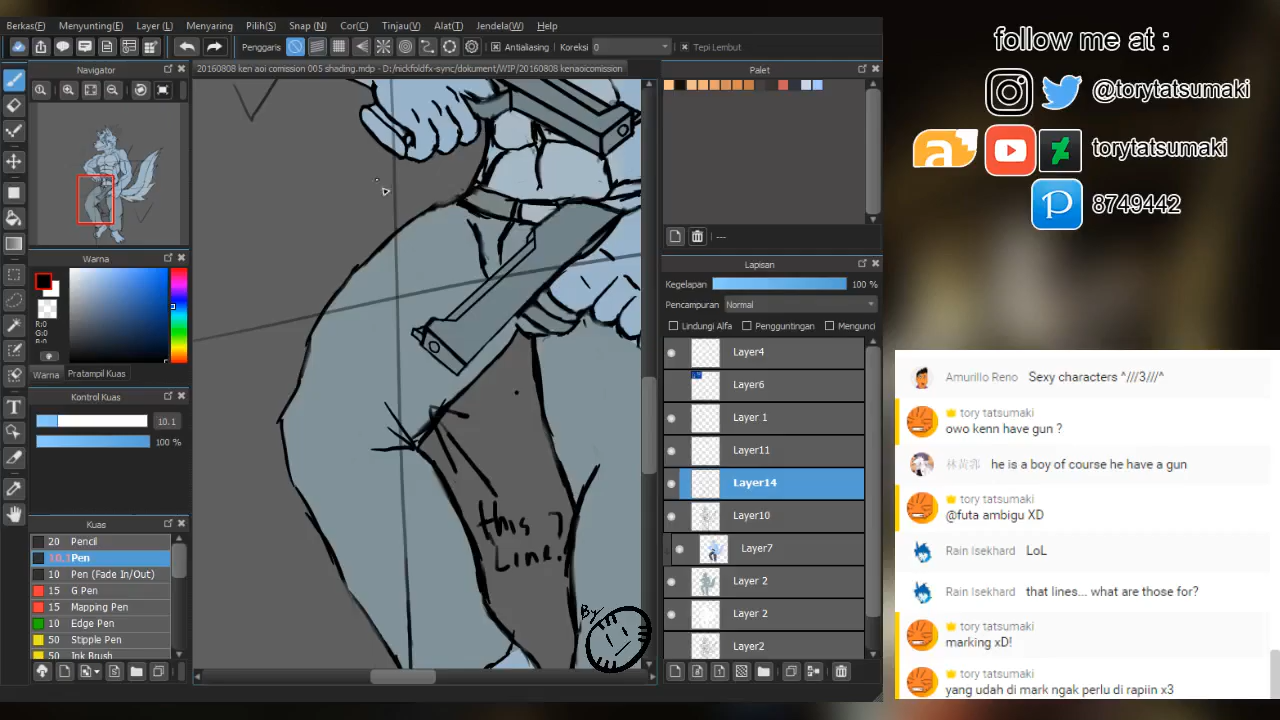 Berkas(F) Menyunting(E) Layer (L) Menyaring Pilih(S) Snap (N) Cor(C) Tinjau(V) Alat(T) Jendela(W) Help
Penggaris Antialiasing Koreksi 0 Tepi Lembut
Navigator
20160808 ken aoi comission 005 shading.mdp - D:/nickfoldfx-sync/dokument/WIP/20160808 kenaoicomission
Palet
---
Warna
R:0
G:0
Warna Pratampil Kuas
Kontrol Kuas
10.1
100 %
Kuas
20 Pencil
10.1 Pen
10 Pen (Fade In/Out)
15 G Pen
15 Mapping Pen
10 Edge Pen
50 Stipple Pen
50 Ink Brush
this
Line.
By
Lapisan
Kegelapan 100 %
Pencampuran Normal
Lindungi Alfa Pengguntingan Mengunci
Layer4
Layer6
Layer 1
Layer11
Layer14
Layer10
Layer7
Layer 2
Layer 2
Layer2
follow me at :
@torytatsumaki
torytatsumaki
8749442
Amurillo Reno Sexy characters ^///3///^
tory tatsumaki
owo kenn have gun ?
he is a boy of course he have a gun
tory tatsumaki
@futa ambigu XD
Rain Isekhard LoL
Rain Isekhard that lines... what are those for?
tory tatsumaki
marking xD!
tory tatsumaki
yang udah di mark ngak perlu di rapiin x3